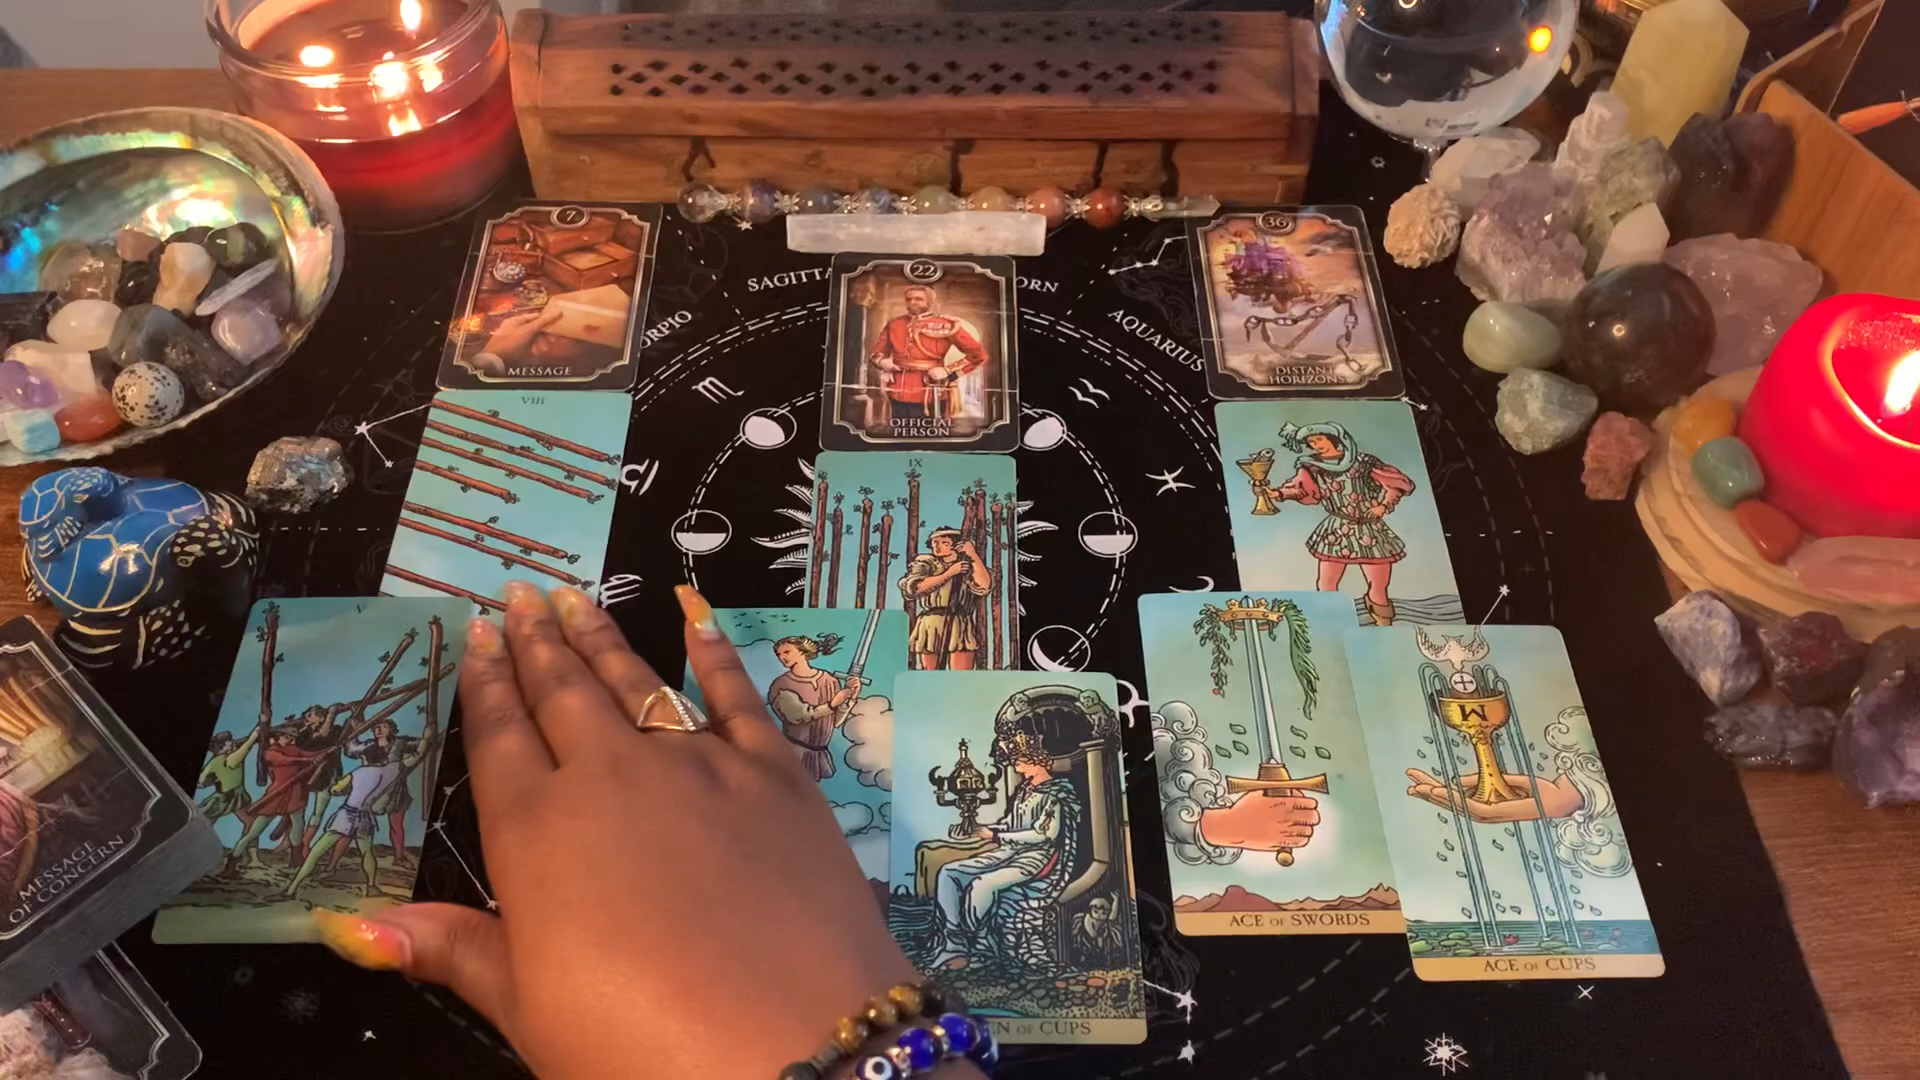 7
MESSAGE
22
OFFICIAL
PERSON
36
DISTANT
HORIZONS
SAGITTA
ORN
AQUARIUS
RPIO
VIII
IX
V
MESSAGE
OF CONCERN
EN OF CUPS
ACE OF SWORDS
ACE OF CUPS